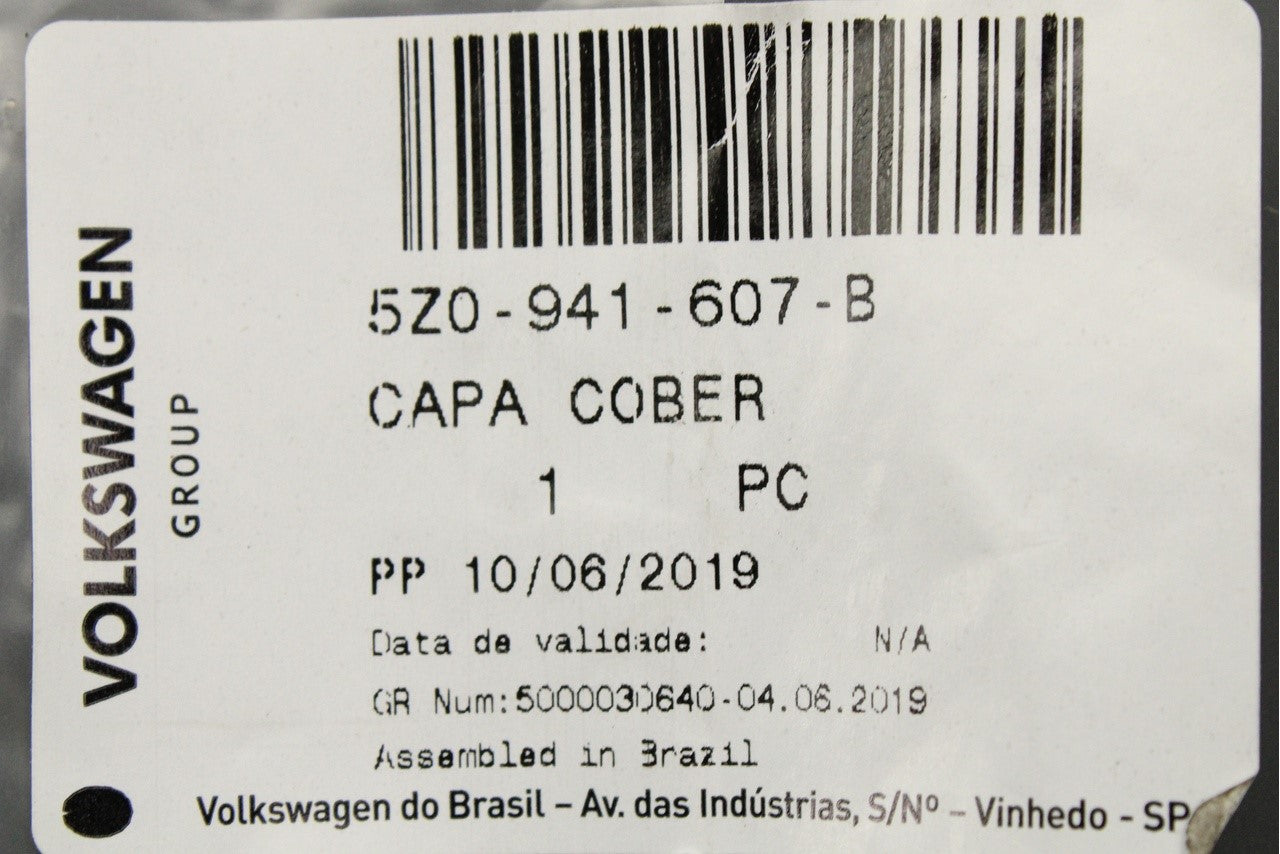 VOLKSWAGEN
GROUP
5Z0-941-607-B
CAPA COBER
1 PC
PP 10/06/2019
Data de validade: N/A
GR Num:5000030640-04.06.2019
Assembled in Brazil
Volkswagen do Brasil – Av. das Indústrias, S/Nº – Vinhedo - SP